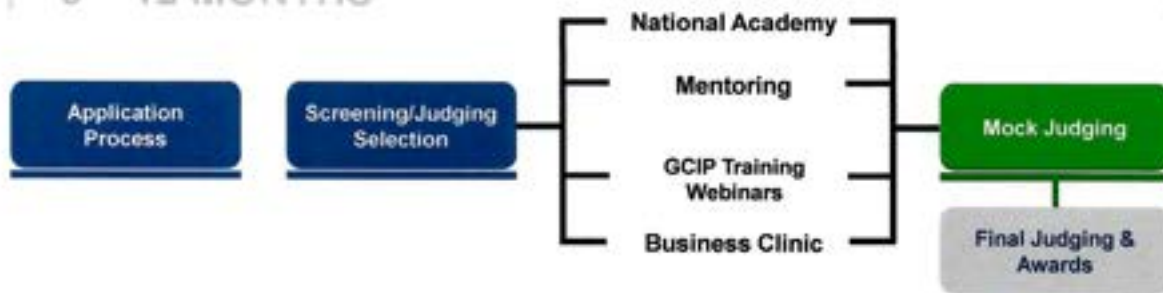 Application
Process
Screening/Judging
Selection
National Academy
Mentoring
GCIP Training
Webinars
Business Clinic
Mock Judging
Final Judging &
Awards